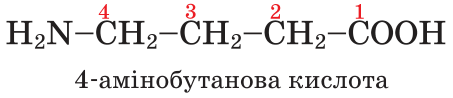 4 3 2 1
H₂N–CH₂–CH₂–CH₂–COOH
4-амінобутанова кислота